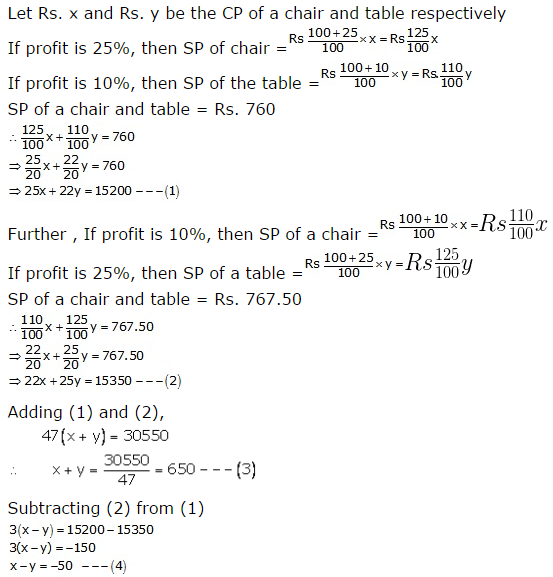 Let Rs. x and Rs. y be the CP of a chair and table respectively
If profit is 25%, then SP of chair = Rs (100+25)/100 × x = Rs 125/100 x
If profit is 10%, then SP of the table = Rs (100+10)/100 × y = Rs. 110/100 y
SP of a chair and table = Rs. 760
∴ 125/100 x + 110/100 y = 760
⇒ 25/20 x + 22/20 y = 760
⇒ 25x + 22y = 15200 − − − (1)
Further , If profit is 10%, then SP of a chair = Rs (100+10)/100 × x = Rs 110/100 x
If profit is 25%, then SP of a table = Rs (100+25)/100 × y = Rs 125/100 y
SP of a chair and table = Rs. 767.50
∴ 110/100 x + 125/100 y = 767.50
⇒ 22/20 x + 25/20 y = 767.50
⇒ 22x + 25y = 15350 − − − (2)
Adding (1) and (2),
47(x + y) = 30550
∴ x + y = 30550/47 = 650 − − − (3)
Subtracting (2) from (1)
3(x − y) = 15200 − 15350
3(x − y) = −150
x − y = −50 − − − (4)